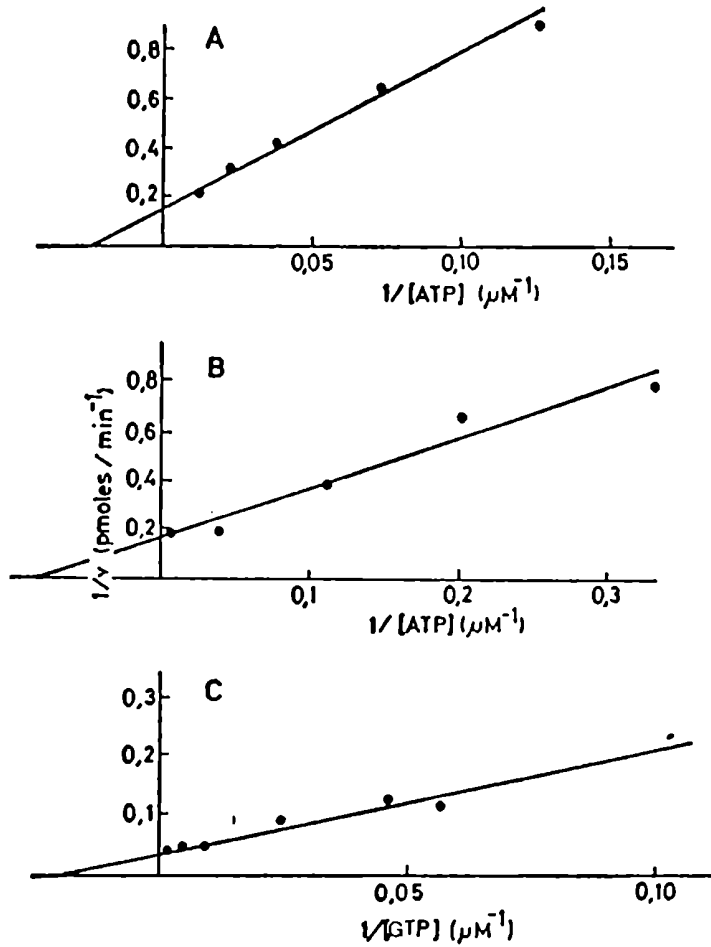 A
0,8
0,6
0,4
0,2
0,05 0,10 0,15
1/[ATP] (μM⁻¹)
B
0,8
0,6
0,4
0,2
1/v (pmoles/min⁻¹)
0,1 0,2 0,3
1/[ATP] (μM⁻¹)
C
0,3
0,2
0,1
0,05 0,10
1/[GTP] (μM⁻¹)